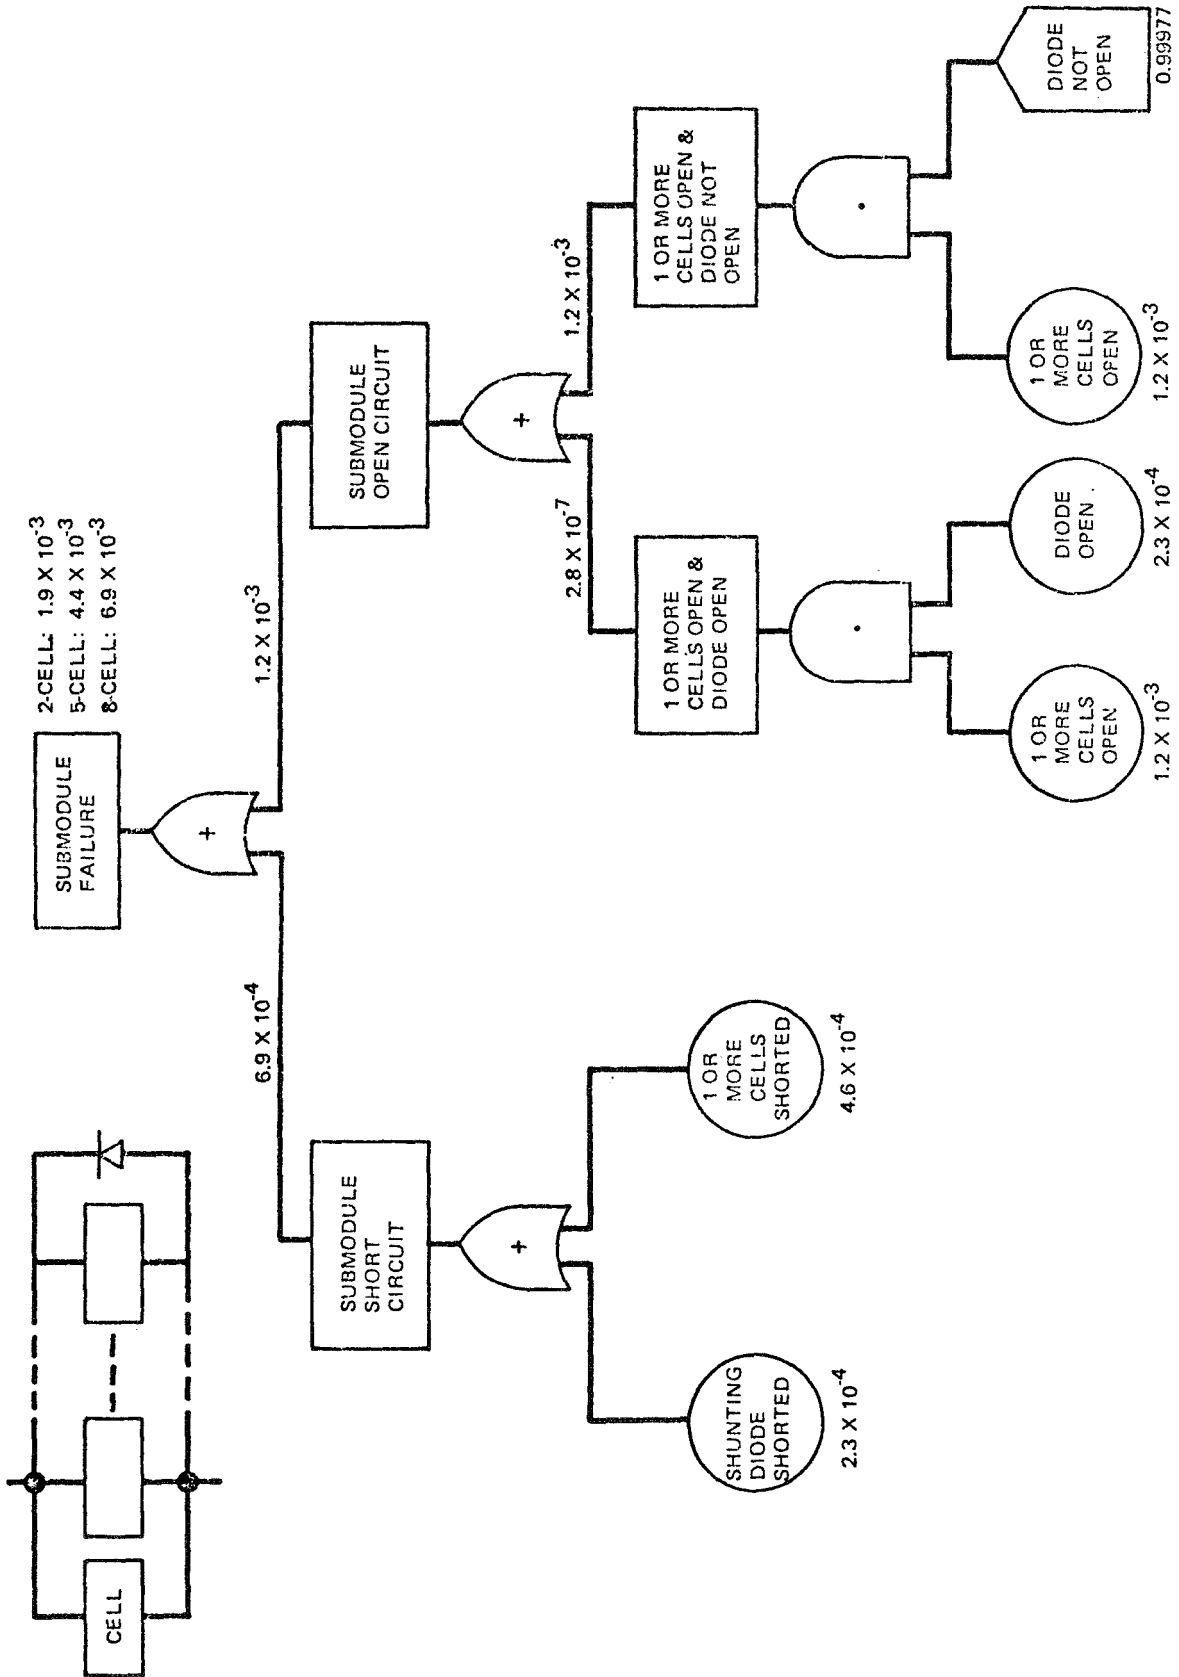 CELL
SUBMODULE
FAILURE
2-CELL: 1.9 X 10⁻³
5-CELL: 4.4 X 10⁻³
8-CELL: 6.9 X 10⁻³
+
6.9 X 10⁻⁴
1.2 X 10⁻³
SUBMODULE
SHORT
CIRCUIT
SUBMODULE
OPEN CIRCUIT
+
+
2.8 X 10⁻⁷
1.2 X 10⁻³
SHUNTING
DIODE
SHORTED
2.3 X 10⁻⁴
1 OR
MORE
CELLS
SHORTED
4.6 X 10⁻⁴
1 OR MORE
CELLS OPEN &
DIODE OPEN
1 OR MORE
CELLS OPEN &
DIODE NOT
OPEN
1 OR
MORE
CELLS
OPEN
1.2 X 10⁻³
DIODE
OPEN
2.3 X 10⁻⁴
1 OR
MORE
CELLS
OPEN
1.2 X 10⁻³
DIODE
NOT
OPEN
0.99977